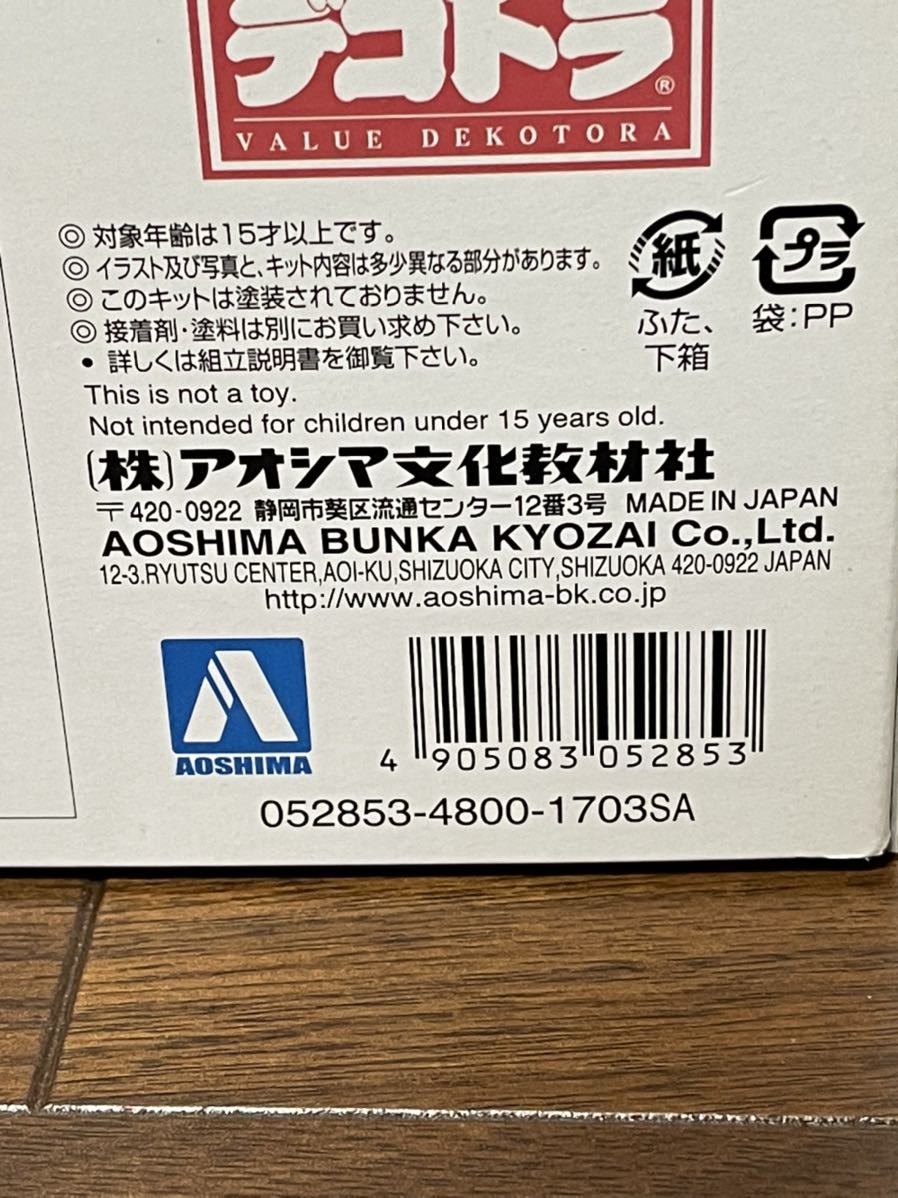 デコトラ®
VALUE DEKOTORA
◎ 対象年齢は15才以上です。
◎ イラスト及び写真と、キット内容は多少異なる部分があります。
◎ このキットは塗装されておりません。
◎ 接着剤・塗料は別にお買い求め下さい。
• 詳しくは組立説明書を御覧下さい。
紙
ふた、
下箱
プラ
袋:PP
This is not a toy.
Not intended for children under 15 years old.
(株)アオシマ文化教材社
〒420-0922 静岡市葵区流通センター12番3号 MADE IN JAPAN
AOSHIMA BUNKA KYOZAI Co.,Ltd.
12-3.RYUTSU CENTER,AOI-KU,SHIZUOKA CITY,SHIZUOKA 420-0922 JAPAN
http://www.aoshima-bk.co.jp
AOSHIMA
4 905083 052853
052853-4800-1703SA